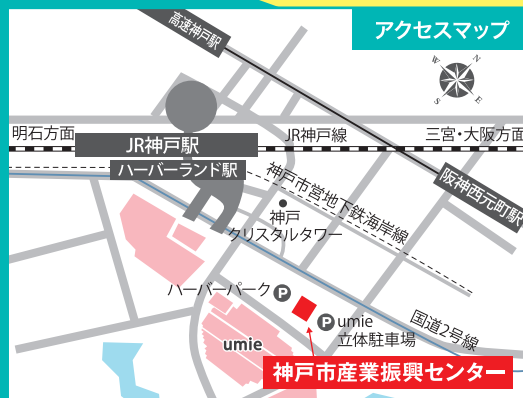 アクセスマップ
高速神戸駅
N
W
E
S
明石方面
JR神戸駅
JR神戸線
三宮・大阪方面
ハーバーランド駅
神戸市営地下鉄海岸線
阪神西元町駅
神戸
クリスタルタワー
ハーバーパーク P
P umie
立体駐車場
国道2号線
umie
神戸市産業振興センター